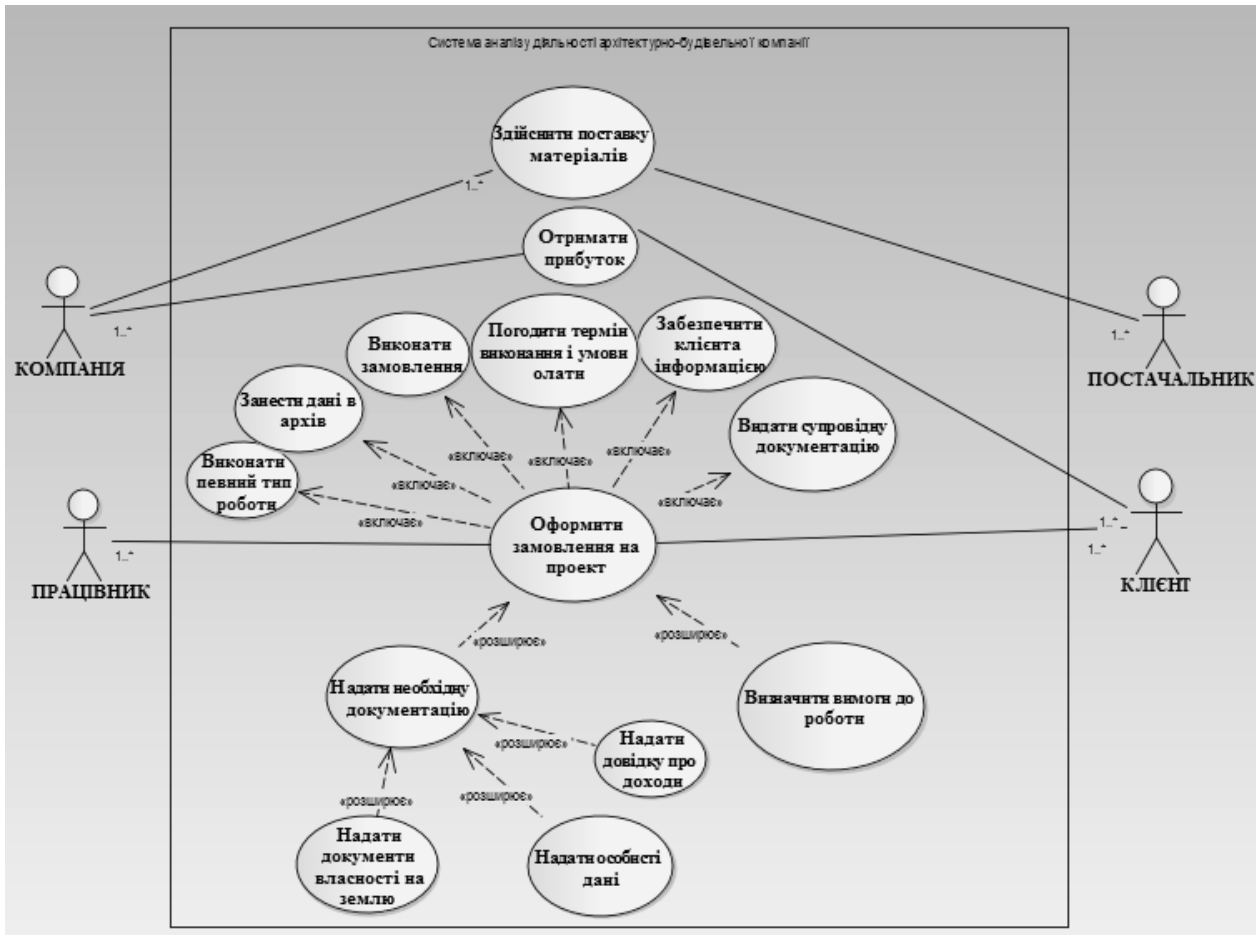 Система аналізу діяльності архітектурно-будівельної компанії
Здійснити поставку
матеріалів
1..*
Отримати
прибуток
1..*
КОМПАНІЯ
1..*
ПОСТАЧАЛЬНИК
Виконати
замовлення
Погодити термін
виконання і умови
олати
Забезпечити
клієнта
інформацією
Занести дані в
архів
Видати супровідну
документацію
Виконати
певний тип
роботи
«включає»
«включає»
«включає»
«включає»
«включає»
«включає»
Оформити
замовлення на
проект
1..*
ПРАЦІВНИК
1..*
1..*
КЛІЄНТ
«розширює»
«розширює»
Надати необхідну
документацію
Визначити вимоги до
роботи
«розширює»
Надати
довідку про
доходи
«розширює»
«розширює»
Надати
документи
власності на
землю
Надати особисті
дані